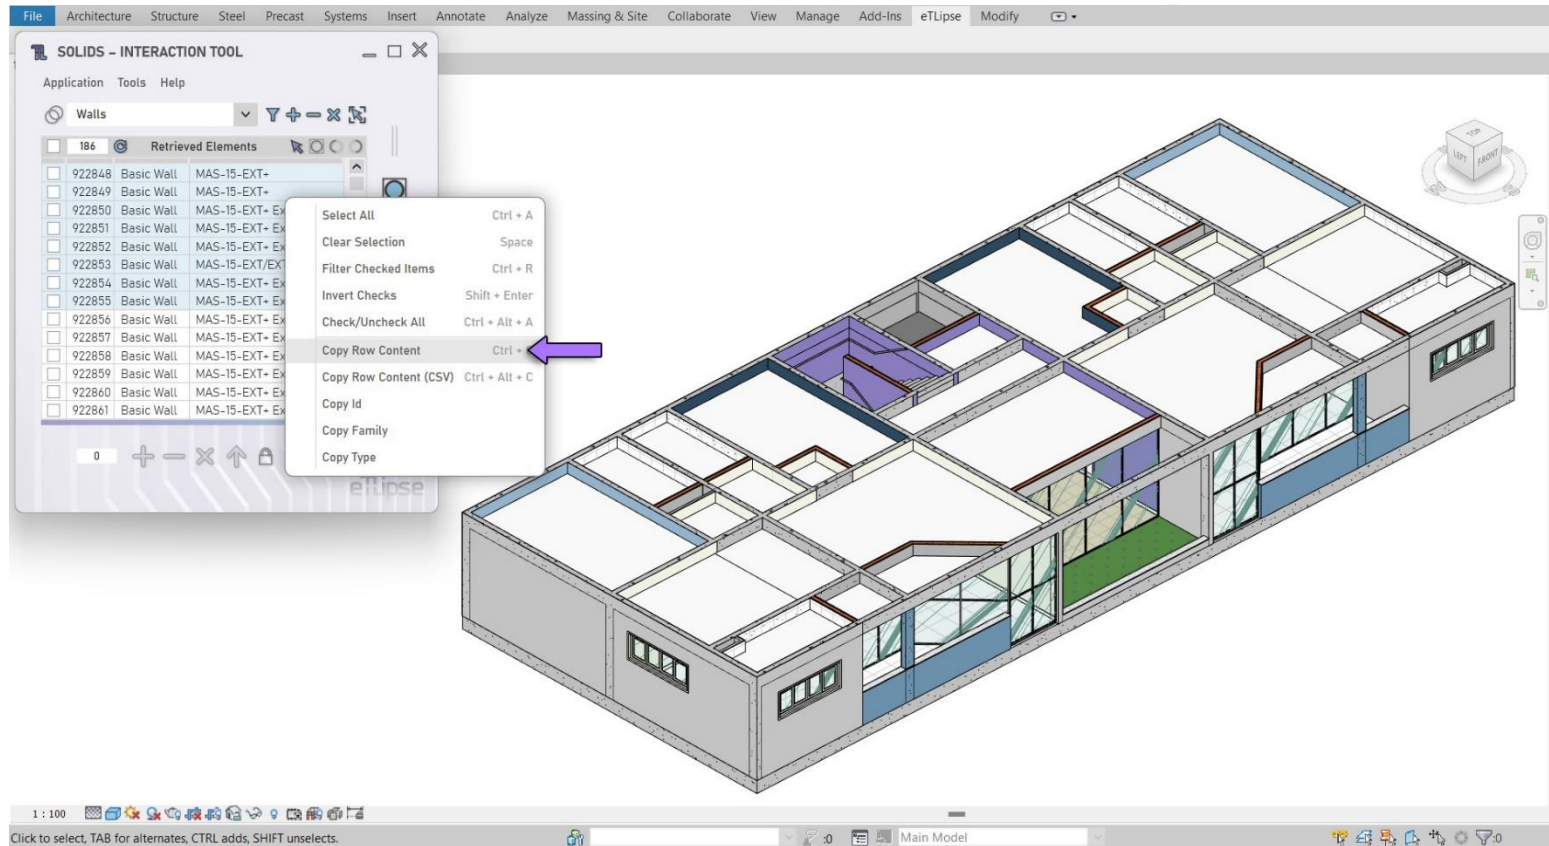 File Architecture Structure Steel Precast Systems Insert Annotate Analyze Massing & Site Collaborate View Manage Add-Ins eTLipse Modify
SOLIDS – INTERACTION TOOL
Application Tools Help
Walls
186 Retrieved Elements
922848 Basic Wall MAS-15-EXT+
922849 Basic Wall MAS-15-EXT+
922850 Basic Wall MAS-15-EXT+ Ex
922851 Basic Wall MAS-15-EXT+ Ex
922852 Basic Wall MAS-15-EXT+ Ex
922853 Basic Wall MAS-15-EXT/EXT
922854 Basic Wall MAS-15-EXT+ Ex
922855 Basic Wall MAS-15-EXT+ Ex
922856 Basic Wall MAS-15-EXT+ Ex
922857 Basic Wall MAS-15-EXT+ Ex
922858 Basic Wall MAS-15-EXT+ Ex
922859 Basic Wall MAS-15-EXT+ Ex
922860 Basic Wall MAS-15-EXT+ Ex
922861 Basic Wall MAS-15-EXT+ Ex
0
Select All Ctrl + A
Clear Selection Space
Filter Checked Items Ctrl + R
Invert Checks Shift + Enter
Check/Uncheck All Ctrl + Alt + A
Copy Row Content Ctrl +
Copy Row Content (CSV) Ctrl + Alt + C
Copy Id
Copy Family
Copy Type
eTLipse
TOP
LEFT FRONT
1 : 100
Click to select, TAB for alternates, CTRL adds, SHIFT unselects. :0 Main Model :0